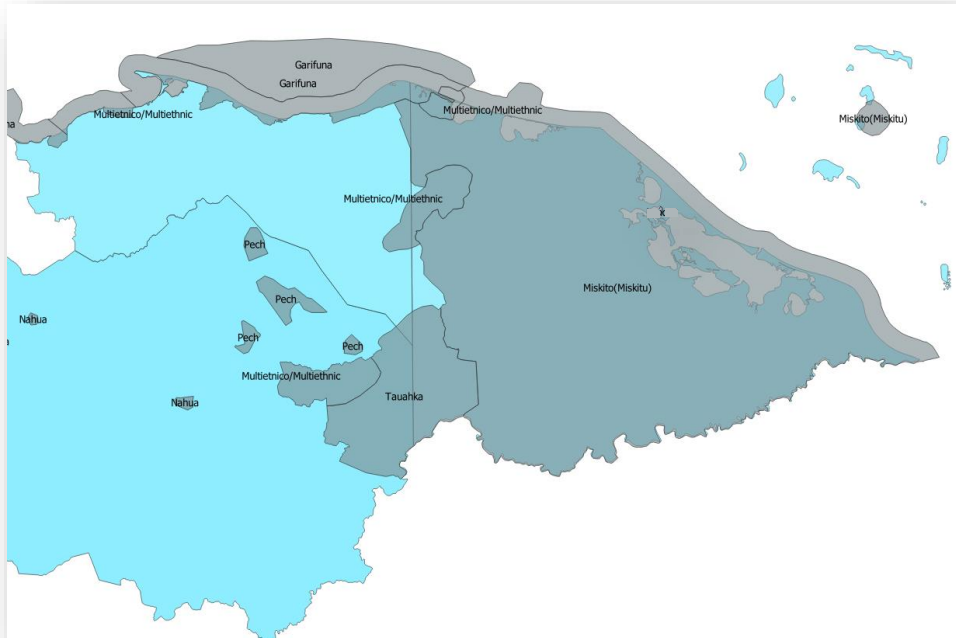 Garifuna
Garifuna
Multietnico/Multiethnic
Multietnico/Multiethnic
Miskito(Miskitu)
na
Multietnico/Multiethnic
Pech
Miskito(Miskitu)
Pech
Nahua
Pech
Pech
Multietnico/Multiethnic
Tauahka
Nahua